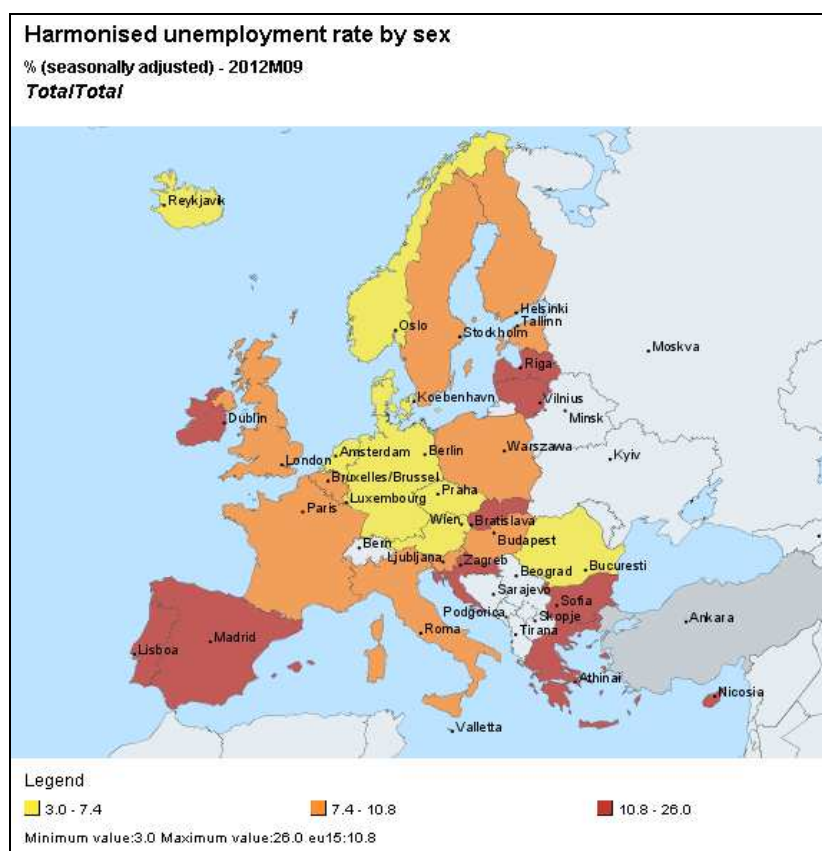 Harmonised unemployment rate by sex
% (seasonally adjusted) - 2012M09
TotalTotal
Reykjavik
Helsinki
Tallinn
Oslo
Stockholm
Moskva
Riga
Koebenhavn
Vilnius
Minsk
Dublin
Warszawa
Amsterdam
Berlin
Kyiv
London
Bruxelles/Brussel
Praha
Luxembourg
Paris
Wien
Bratislava
Budapest
Bern
Ljubljana
Zagreb
Beograd
Bucuresti
Sarajevo
Sofia
Podgorica
Skopje
Ankara
Roma
Tirana
Madrid
Lisboa
Athinai
Nicosia
Valletta
Legend
3.0 - 7.4
7.4 - 10.8
10.8 - 26.0
Minimum value:3.0 Maximum value:26.0 eu15:10.8